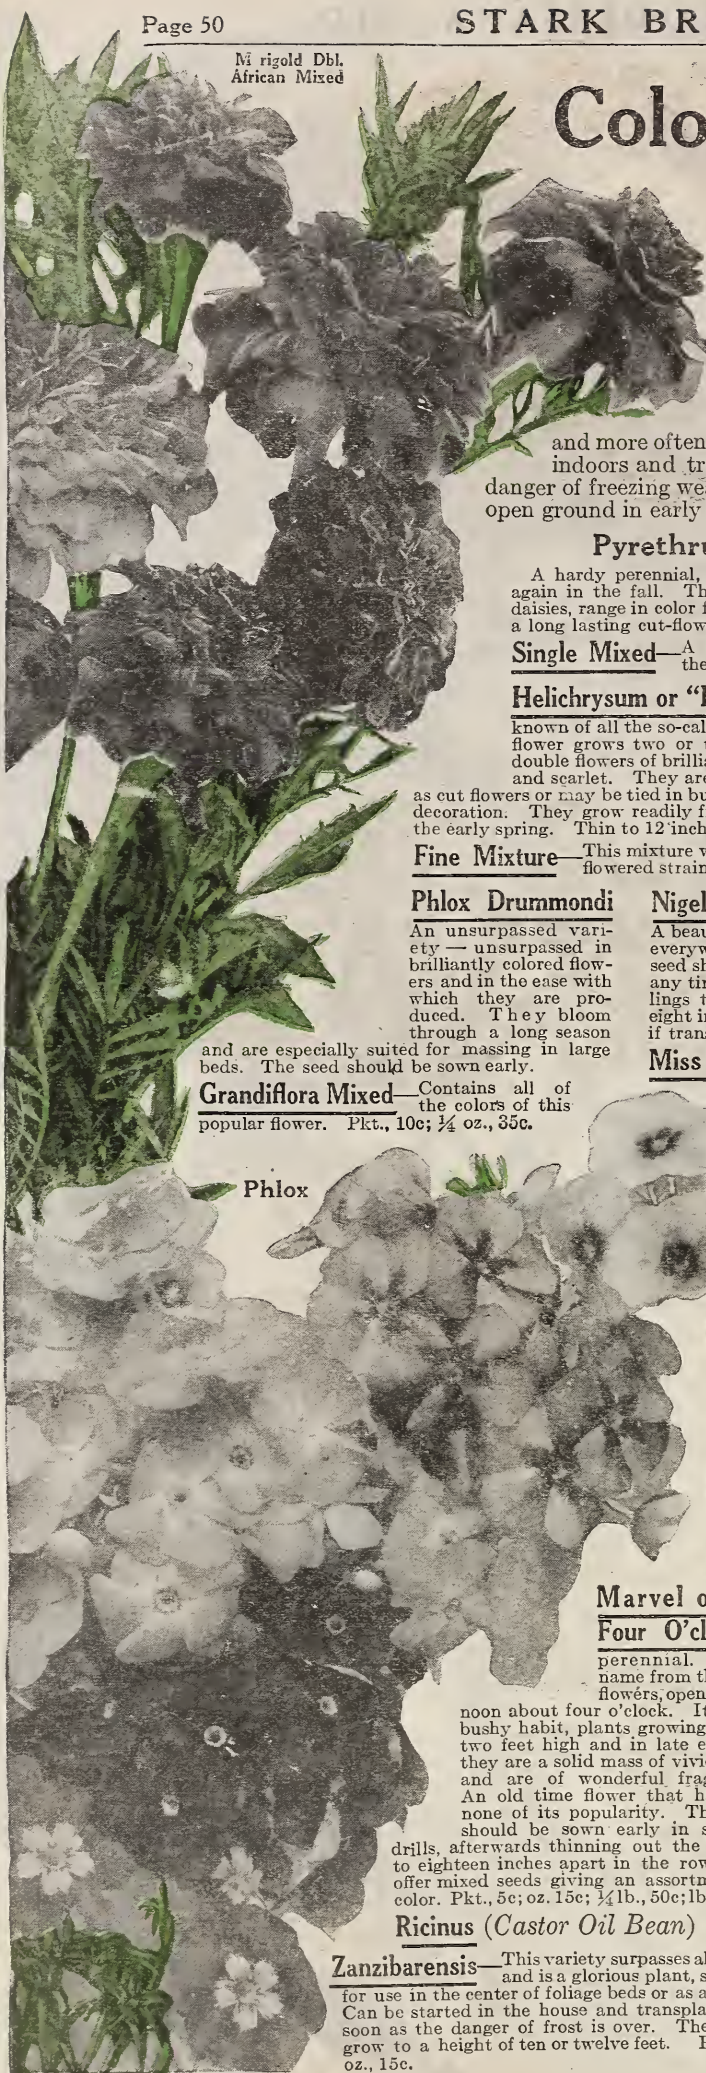 Page 50
STARK BR
M rigold Dbl.
African Mixed
Colo
and more often
indoors and tr
danger of freezing wea
open ground in early
Pyrethru
A hardy perennial,
again in the fall. Th
daisies, range in color f
a long lasting cut-flow
Single Mixed—A
the
Helichrysum or “
known of all the so-cal
flower grows two or
double flowers of brillia
and scarlet. They are
as cut flowers or may be tied in bu
decoration. They grow readily f
the early spring. Thin to 12 inch
Fine Mixture—This mixture w
flowered strain
Phlox Drummondi
An unsurpassed vari-
ety — unsurpassed in
brilliantly colored flow-
ers and in the ease with
which they are pro-
duced. They bloom
through a long season
and are especially suited for massing in large
beds. The seed should be sown early.
Grandiflora Mixed—Contains all of
the colors of this
popular flower. Pkt., 10c; ¼ oz., 35c.
Nigel
A beau
everyw
seed sh
any tir
lings t
eight in
if trans
Miss
Phlox
Marvel o
Four O'cl
perennial.
name from th
flowers, open
noon about four o'clock. It
bushy habit, plants growing
two feet high and in late e
they are a solid mass of vivi
and are of wonderful frag
An old time flower that h
none of its popularity. Th
should be sown early in s
drills, afterwards thinning out the
to eighteen inches apart in the row
offer mixed seeds giving an assortm
color. Pkt., 5c; oz. 15c; ¼ lb., 50c; lb
Ricinus (Castor Oil Bean)
Zanzibarensis—This variety surpasses al
and is a glorious plant, s
for use in the center of foliage beds or as a
Can be started in the house and transpla
soon as the danger of frost is over. The
grow to a height of ten or twelve feet.
oz., 15c.